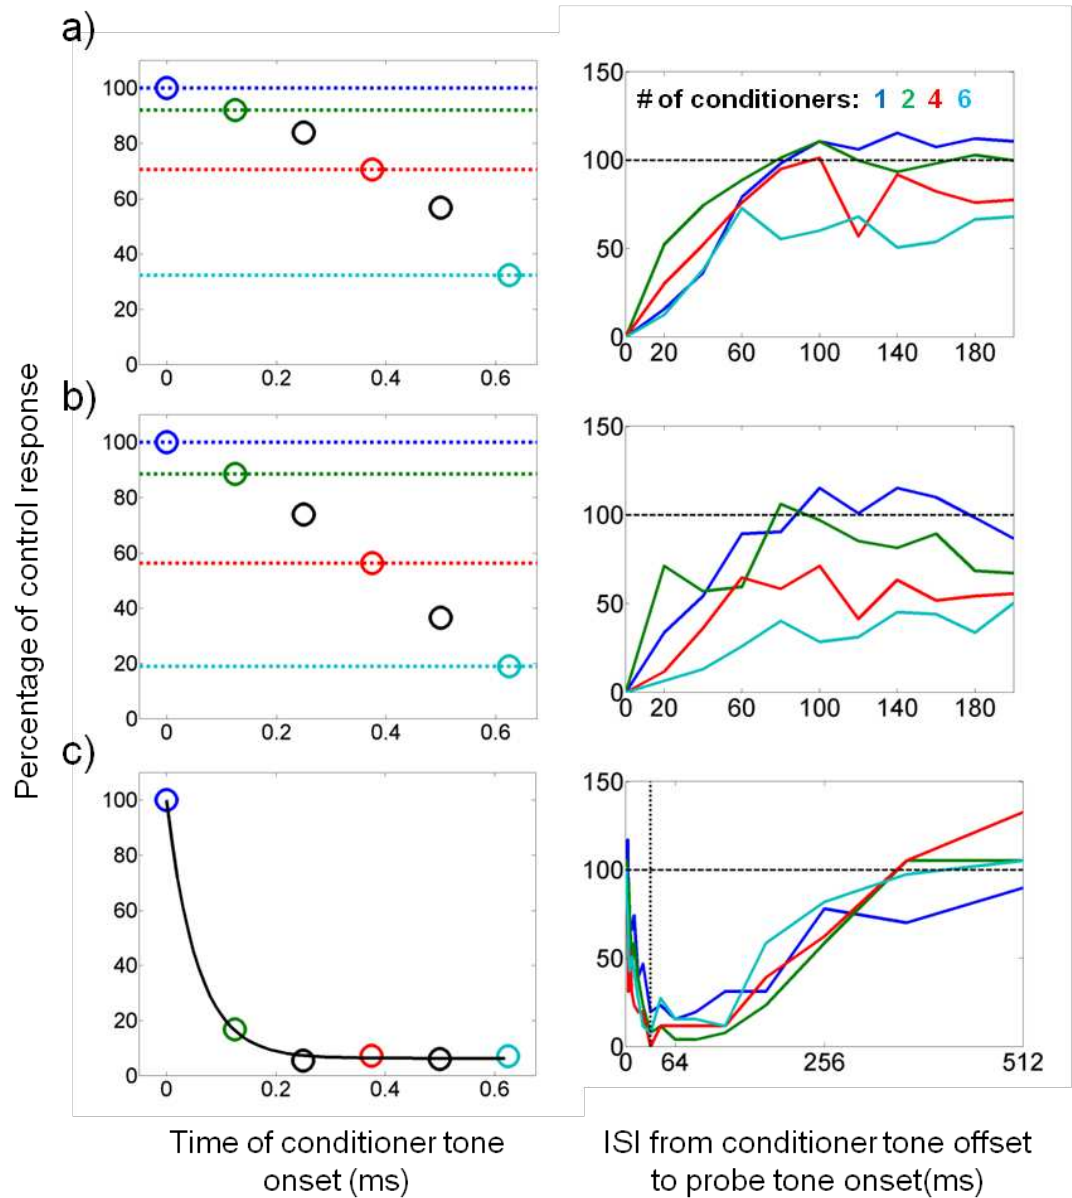 a)
100
80
60
40
20
0
0 0.2 0.4 0.6
150
100
50
0
# of conditioners: 1 2 4 6
0 20 60 100 140 180
b)
100
80
60
40
20
0
0 0.2 0.4 0.6
150
100
50
0
0 20 60 100 140 180
c)
100
80
60
40
20
0
0 0.2 0.4 0.6
150
100
50
0
0 64 256 512
Percentage of control response
Time of conditioner tone
onset (ms)
ISI from conditioner tone offset
to probe tone onset(ms)